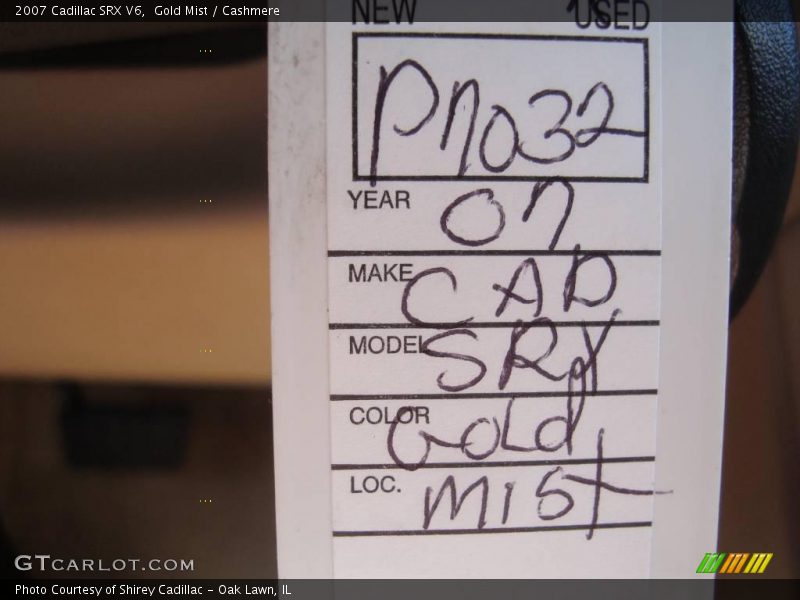 2007 Cadillac SRX V6,  Gold Mist / Cashmere
NEW USED
P7032
YEAR 07
MAKE CAD
MODEL SRX
COLOR Gold
LOC. MIST
GTCARLOT.COM
Photo Courtesy of Shirey Cadillac - Oak Lawn, IL